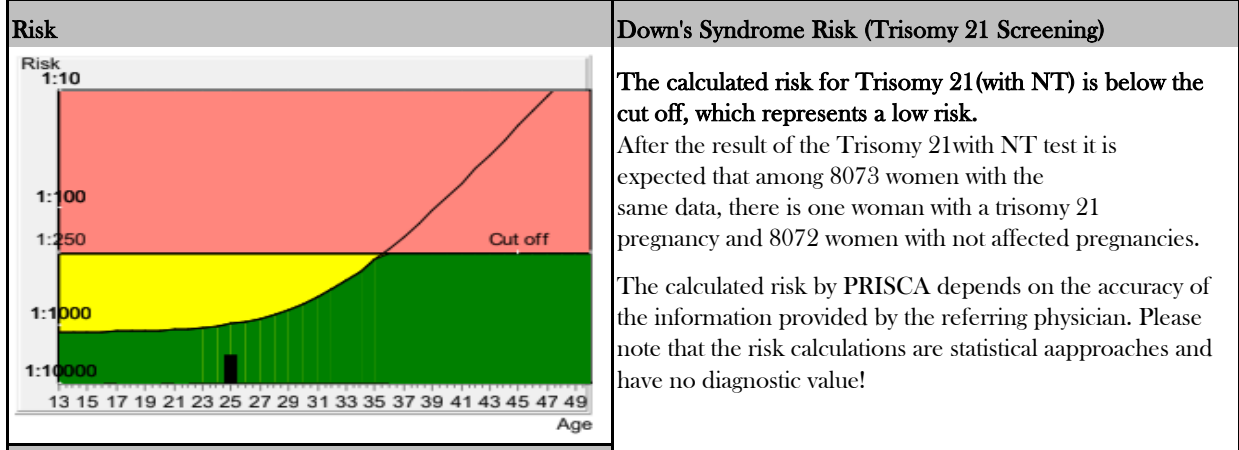 Risk
Down's Syndrome Risk (Trisomy 21 Screening)
Risk
1:10
1:100
1:250
Cut off
1:1000
1:10000
13 15 17 19 21 23 25 27 29 31 33 35 37 39 41 43 45 47 49
Age
The calculated risk for Trisomy 21(with NT) is below the
cut off, which represents a low risk.
After the result of the Trisomy 21with NT test it is
expected that among 8073 women with the
same data, there is one woman with a trisomy 21
pregnancy and 8072 women with not affected pregnancies.
The calculated risk by PRISCA depends on the accuracy of
the information provided by the referring physician. Please
note that the risk calculations are statistical aapproaches and
have no diagnostic value!